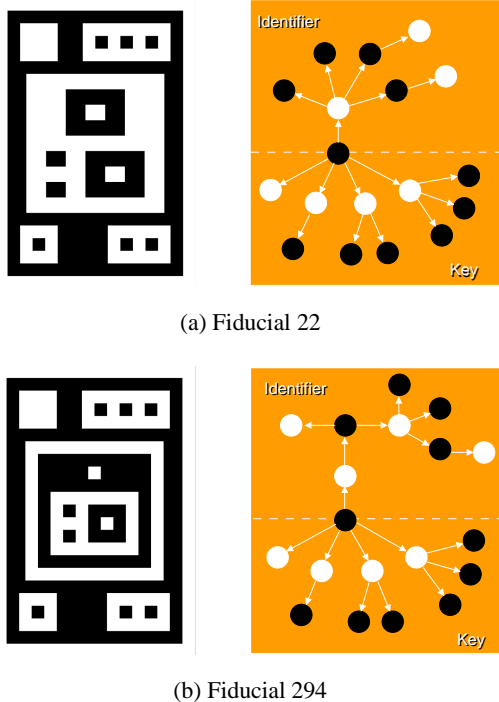 Identifier
Key
(a) Fiducial 22
Identifier
Key
(b) Fiducial 294